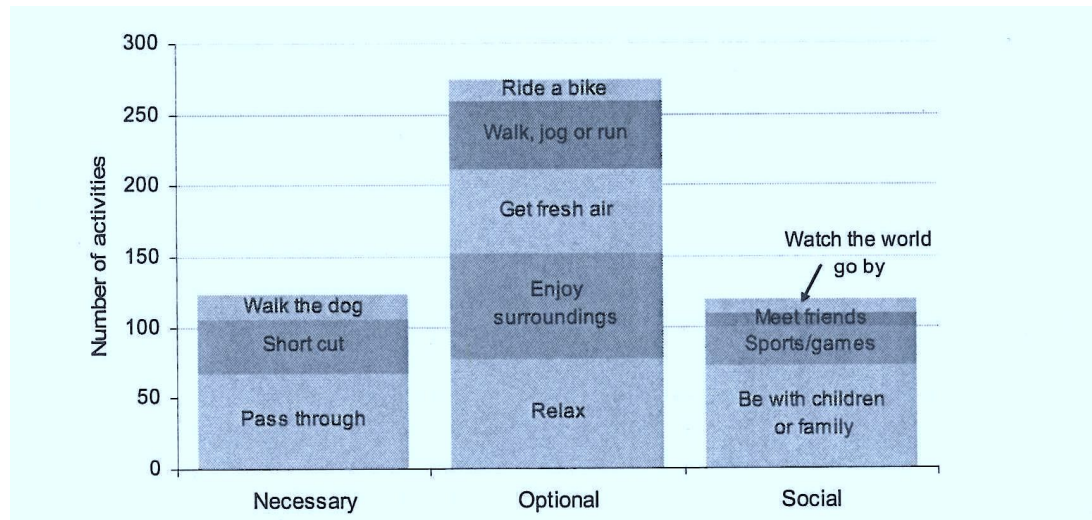 300
250
200
150
100
50
0
Number of activities
Walk the dog
Short cut
Pass through
Ride a bike
Walk, jog or run
Get fresh air
Enjoy
surroundings
Relax
Watch the world
go by
Meet friends
Sports/games
Be with children
or family
Necessary
Optional
Social